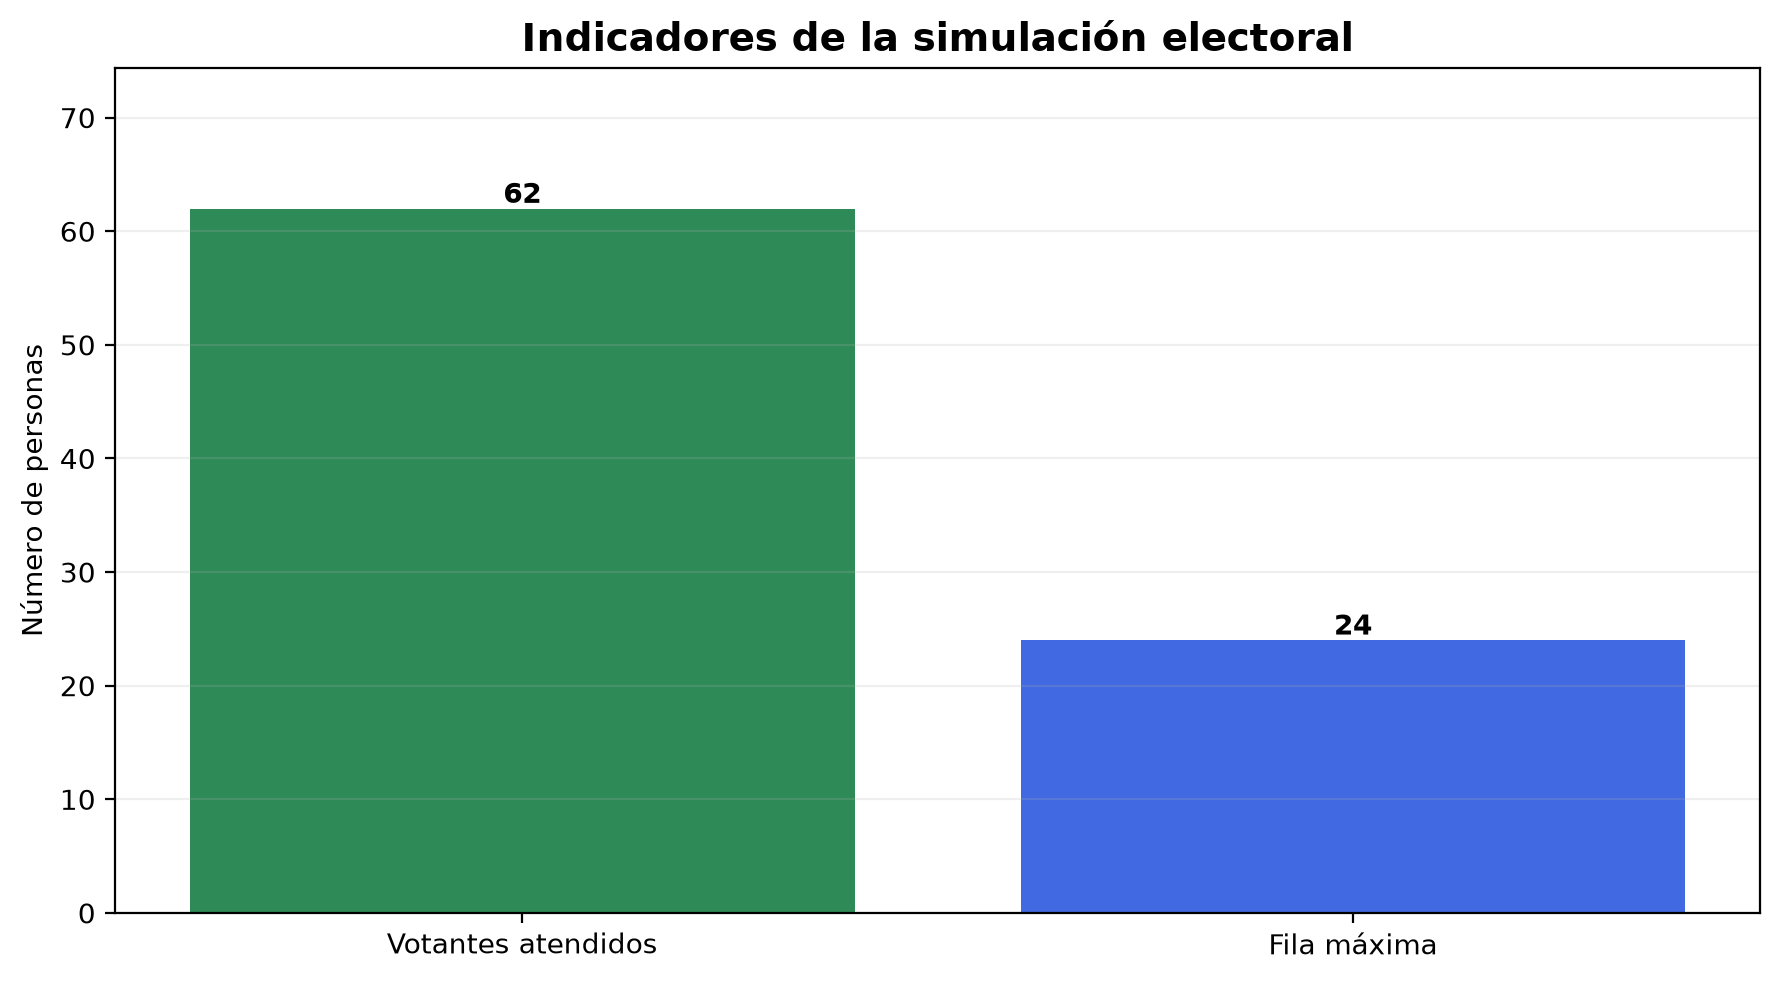 Indicadores de la simulación electoral
Número de personas
70
60
50
40
30
20
10
0
62
24
Votantes atendidos
Fila máxima